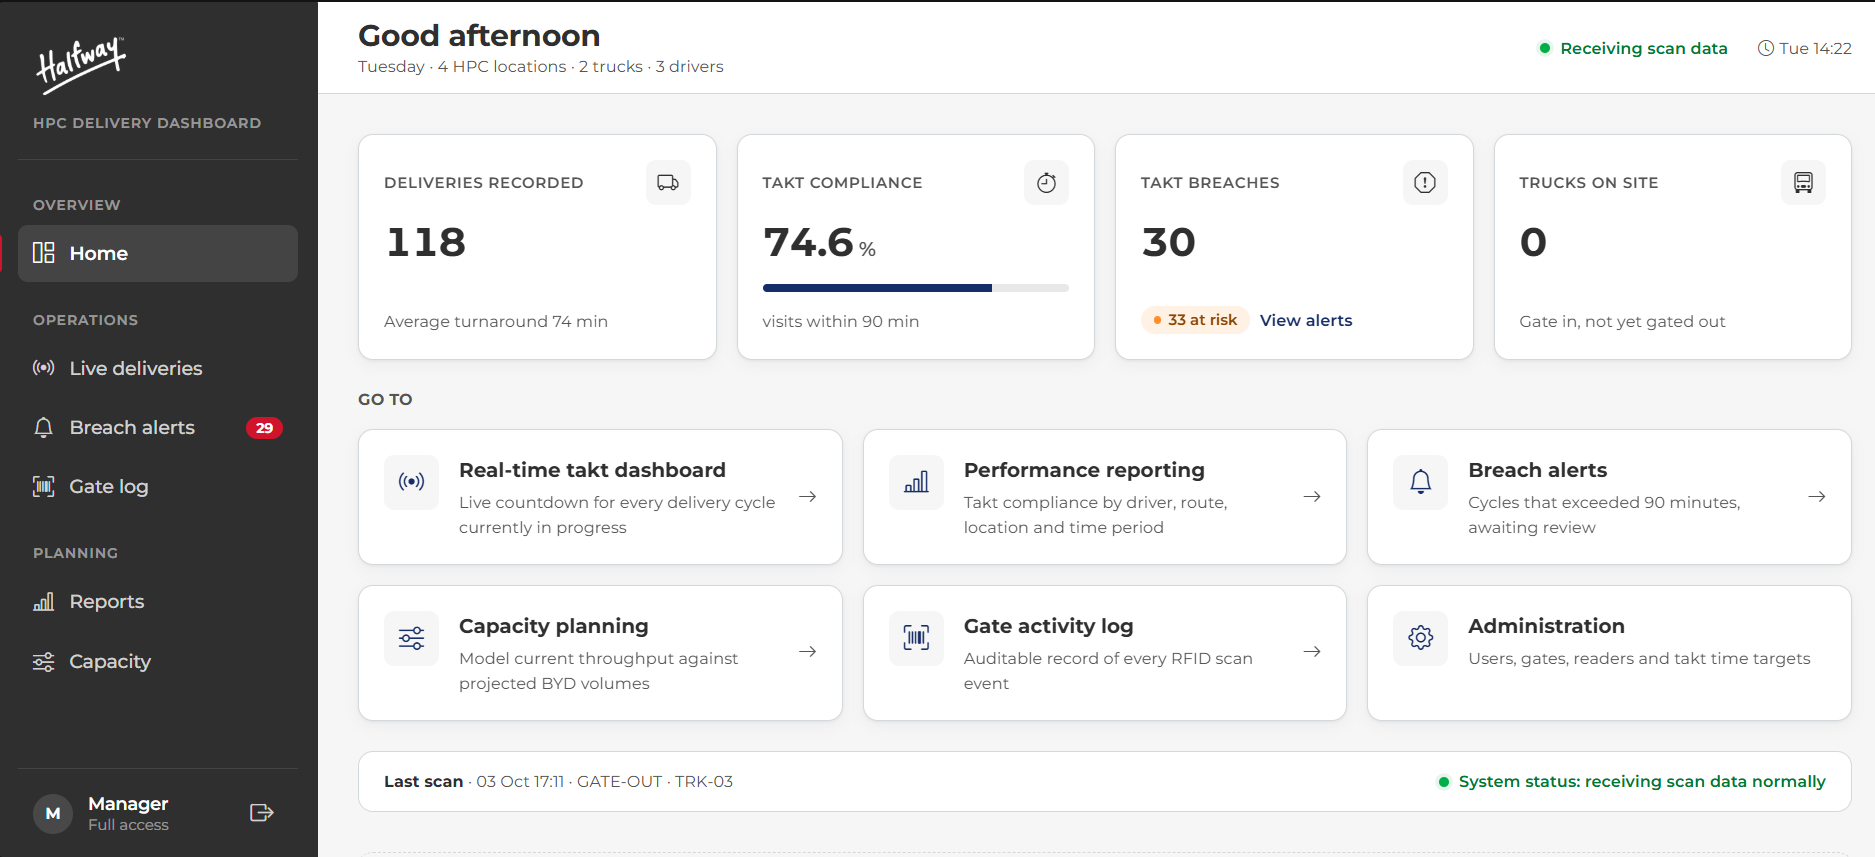 Halfway™
HPC DELIVERY DASHBOARD
OVERVIEW
Home
OPERATIONS
Live deliveries
Breach alerts 29
Gate log
PLANNING
Reports
Capacity
M
Manager
Full access
Good afternoon
Tuesday · 4 HPC locations · 2 trucks · 3 drivers
Receiving scan data
Tue 14:22
DELIVERIES RECORDED
118
Average turnaround 74 min
TAKT COMPLIANCE
74.6 %
visits within 90 min
TAKT BREACHES
30
33 at risk View alerts
TRUCKS ON SITE
0
Gate in, not yet gated out
GO TO
Real-time takt dashboard
Live countdown for every delivery cycle
currently in progress
Performance reporting
Takt compliance by driver, route,
location and time period
Breach alerts
Cycles that exceeded 90 minutes,
awaiting review
Capacity planning
Model current throughput against
projected BYD volumes
Gate activity log
Auditable record of every RFID scan
event
Administration
Users, gates, readers and takt time targets
Last scan · 03 Oct 17:11 · GATE-OUT · TRK-03
System status: receiving scan data normally